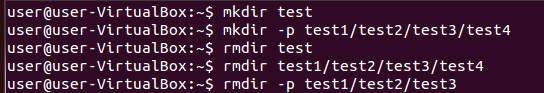 user@user-VirtualBox:~$ mkdir test
user@user-VirtualBox:~$ mkdir -p test1/test2/test3/test4
user@user-VirtualBox:~$ rmdir test
user@user-VirtualBox:~$ rmdir test1/test2/test3/test4
user@user-VirtualBox:~$ rmdir -p test1/test2/test3